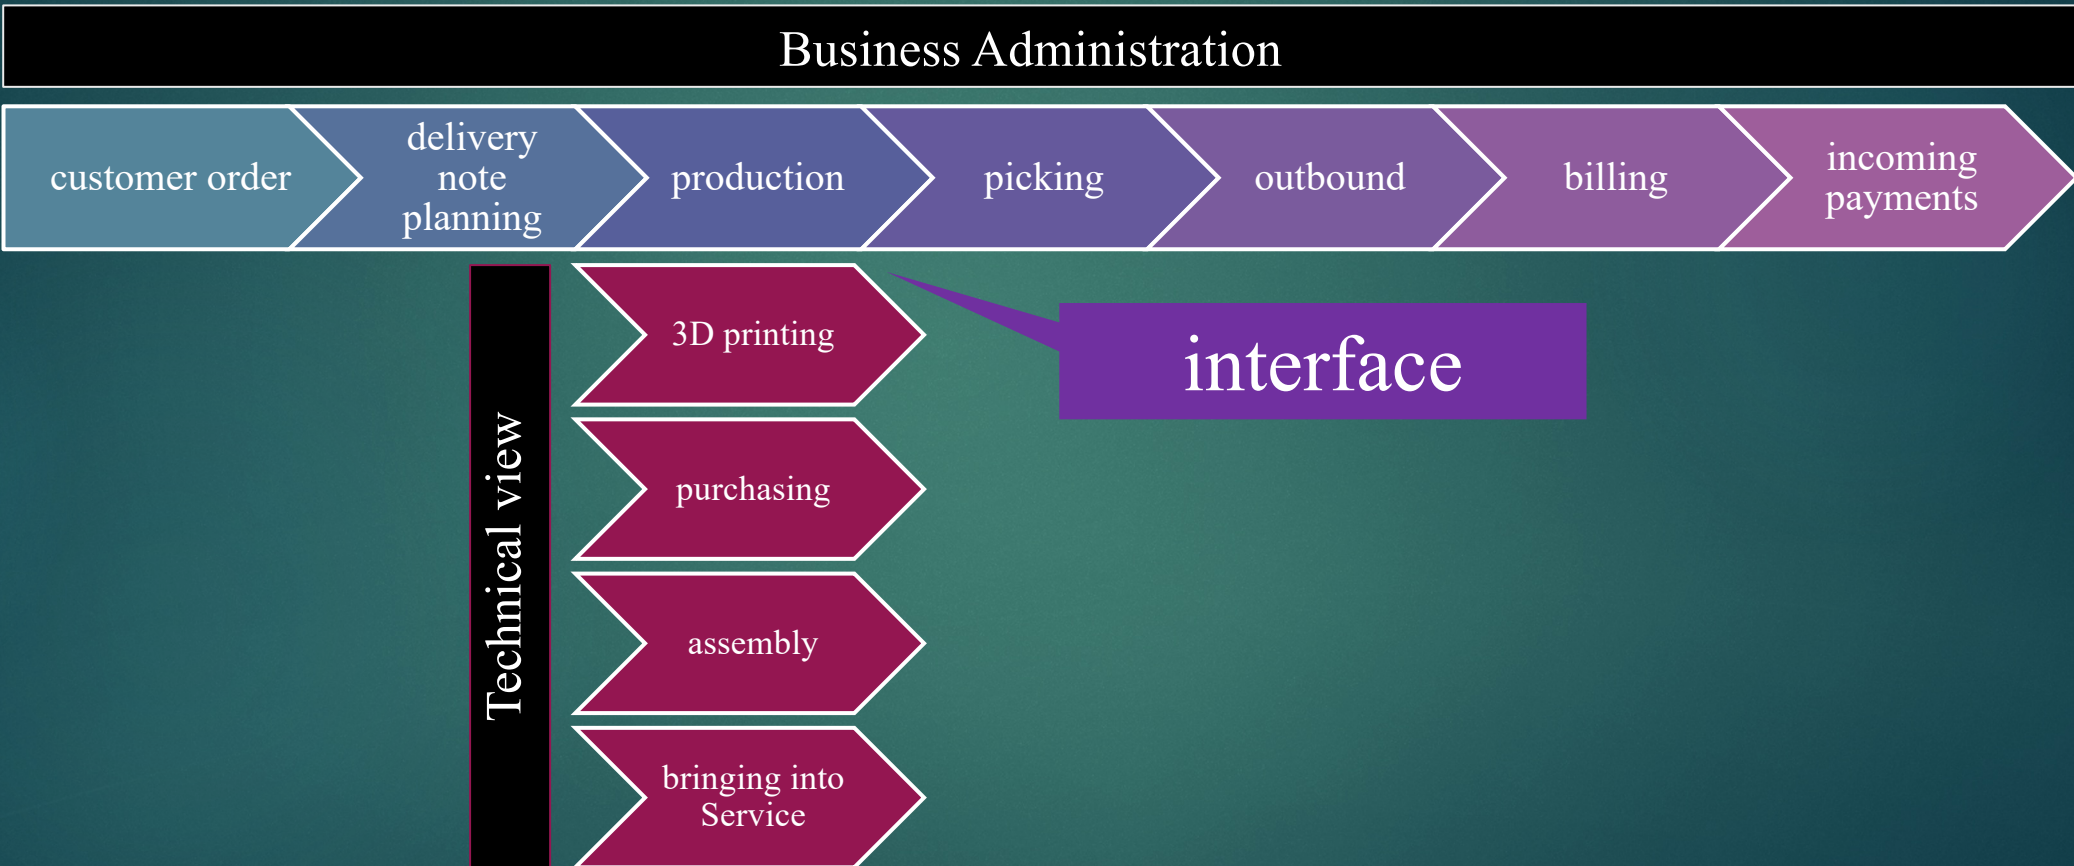 Business Administration
customer order
delivery
note
planning
production
picking
outbound
billing
incoming
payments
Technical view
3D printing
interface
purchasing
assembly
bringing into
Service